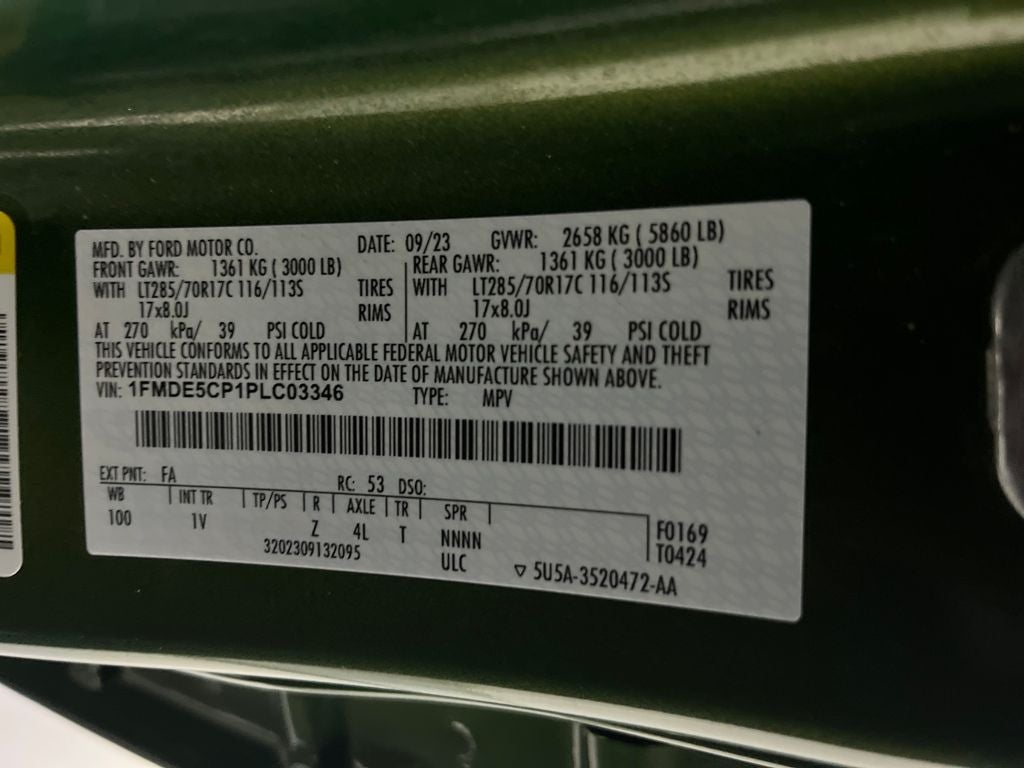 MFD. BY FORD MOTOR CO. DATE: 09/23 GVWR: 2658 KG ( 5860 LB)
FRONT GAWR: 1361 KG ( 3000 LB) REAR GAWR: 1361 KG ( 3000 LB)
WITH LT285/70R17C 116/113S TIRES WITH LT285/70R17C 116/113S TIRES
17x8.0J RIMS 17x8.0J RIMS
AT 270 kPa/ 39 PSI COLD AT 270 kPa/ 39 PSI COLD
THIS VEHICLE CONFORMS TO ALL APPLICABLE FEDERAL MOTOR VEHICLE SAFETY AND THEFT
PREVENTION STANDARDS IN EFFECT ON THE DATE OF MANUFACTURE SHOWN ABOVE.
VIN: 1FMDE5CP1PLC03346 TYPE: MPV
EXT PNT: FA RC: 53 DSO:
WB INT TR TP/PS R AXLE TR SPR
100 1V Z 4L T NNNN F0169
3202309132095 ULC T0424
▽ 5U5A-3520472-AA